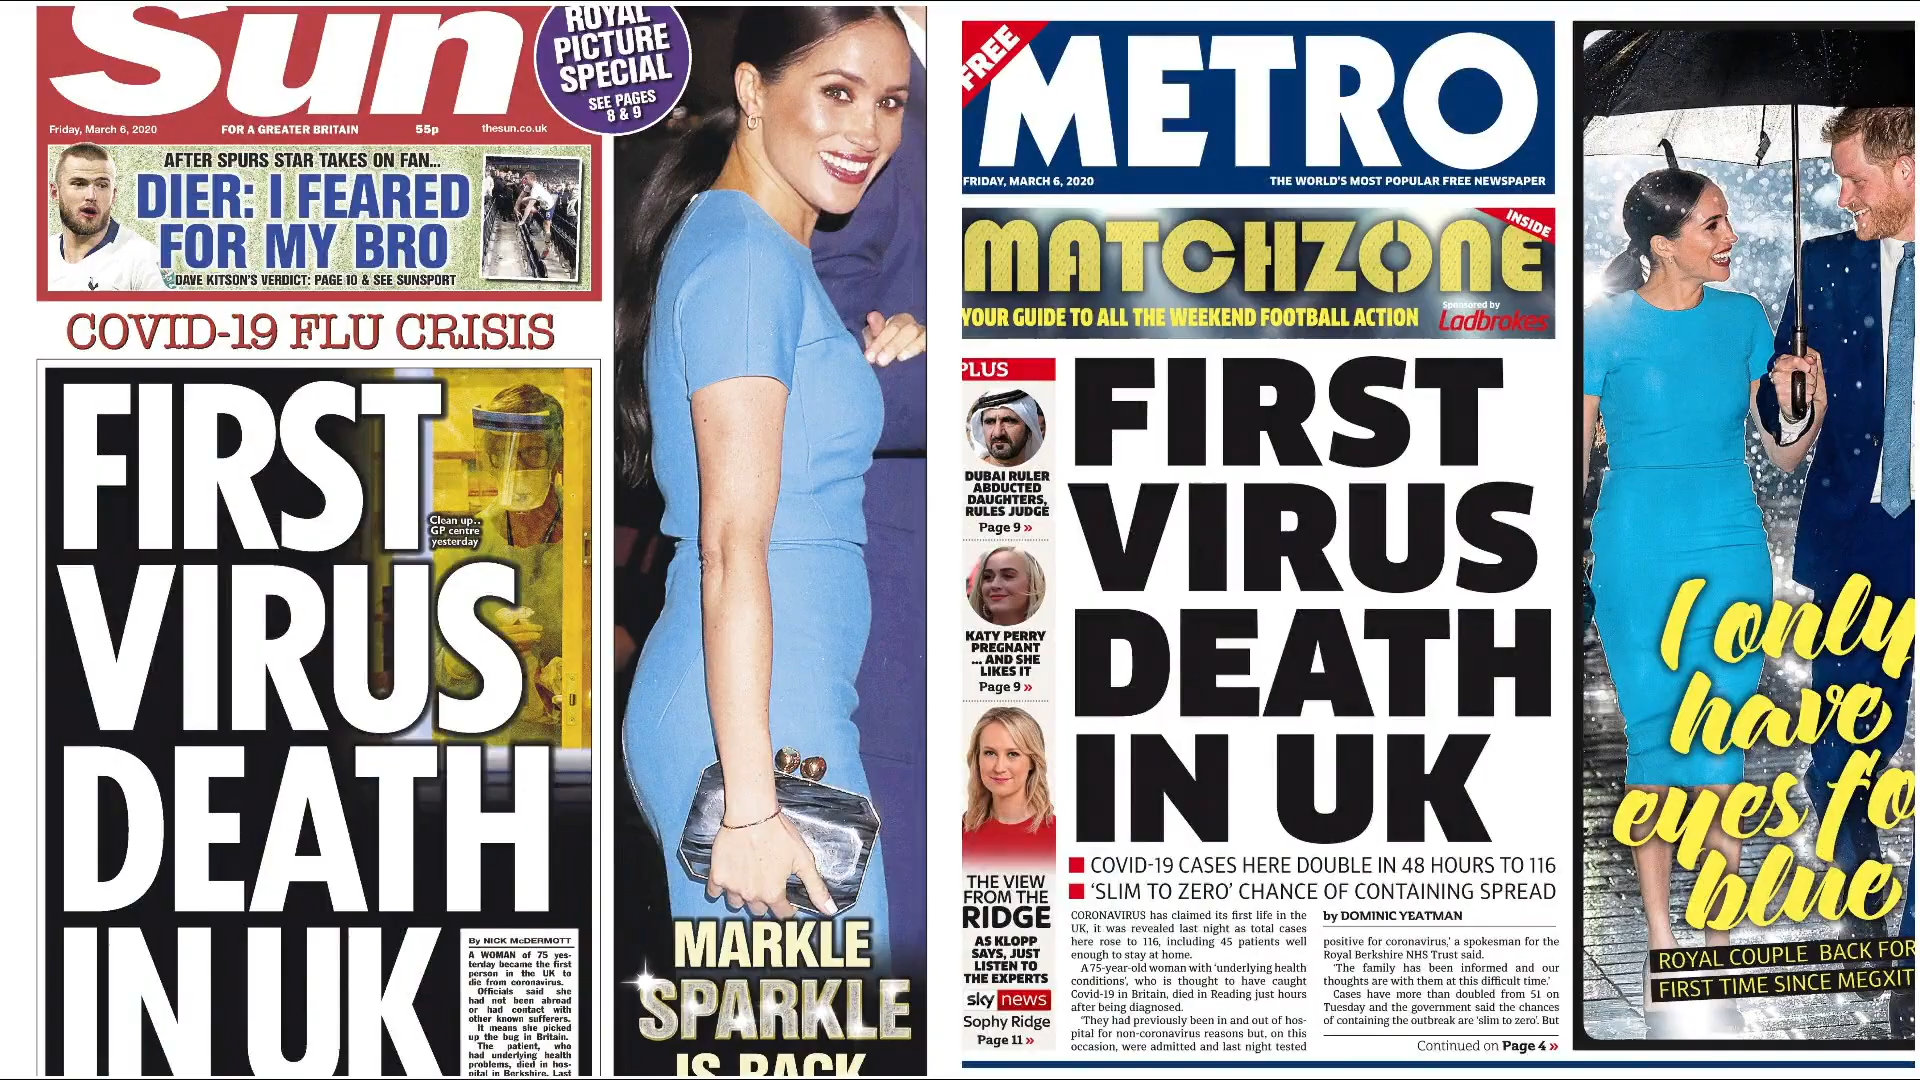 Sun
ROYAL
PICTURE
SPECIAL
SEE PAGES
8 & 9
Friday, March 6, 2020
FOR A GREATER BRITAIN
55p
thesun.co.uk
AFTER SPURS STAR TAKES ON FAN...
DIER: I FEARED
FOR MY BRO
DAVE KITSON'S VERDICT: PAGE 10 & SEE SUNSPORT
COVID-19 FLU CRISIS
FIRST
VIRUS
DEATH
IN UK
Clean up..
GP centre
yesterday
By NICK McDERMOTT
A WOMAN of 75 yes-
terday became the first
person in the UK to
die from coronavirus.
Officials said she
had not been abroad
or had contact with
other known sufferers.
It means she picked
up the bug in Britain.
The patient, who
had underlying health
problems, died in hos-
pital in Berkshire. Last
MARKLE
SPARKLE
IS BACK
FREE
METRO
FRIDAY, MARCH 6, 2020
THE WORLD'S MOST POPULAR FREE NEWSPAPER
MATCHZONE
INSIDE
YOUR GUIDE TO ALL THE WEEKEND FOOTBALL ACTION
Sponsored by
Ladbrokes
PLUS
DUBAI RULER
ABDUCTED
DAUGHTERS,
RULES JUDGE
Page 9 »
KATY PERRY
PREGNANT
... AND SHE
LIKES IT
Page 9 »
THE VIEW
FROM THE
RIDGE
AS KLOPP
SAYS, JUST
LISTEN TO
THE EXPERTS
sky news
Sophy Ridge
Page 11 »
FIRST
VIRUS
DEATH
IN UK
COVID-19 CASES HERE DOUBLE IN 48 HOURS TO 116
'SLIM TO ZERO' CHANCE OF CONTAINING SPREAD
CORONAVIRUS has claimed its first life in the
UK, it was revealed last night as total cases
here rose to 116, including 45 patients well
enough to stay at home.
A 75-year-old woman with 'underlying health
conditions', who is thought to have caught
Covid-19 in Britain, died in Reading just hours
after being diagnosed.
'They had previously been in and out of hos-
pital for non-coronavirus reasons but, on this
occasion, were admitted and last night tested
by DOMINIC YEATMAN
positive for coronavirus,' a spokesman for the
Royal Berkshire NHS Trust said.
'The family has been informed and our
thoughts are with them at this difficult time.'
Cases have more than doubled from 51 on
Tuesday and the government said the chances
of containing the outbreak are 'slim to zero'. But
Continued on Page 4 »
I only
have
eyes fo
blue
ROYAL COUPLE BACK FOR
FIRST TIME SINCE MEGXIT